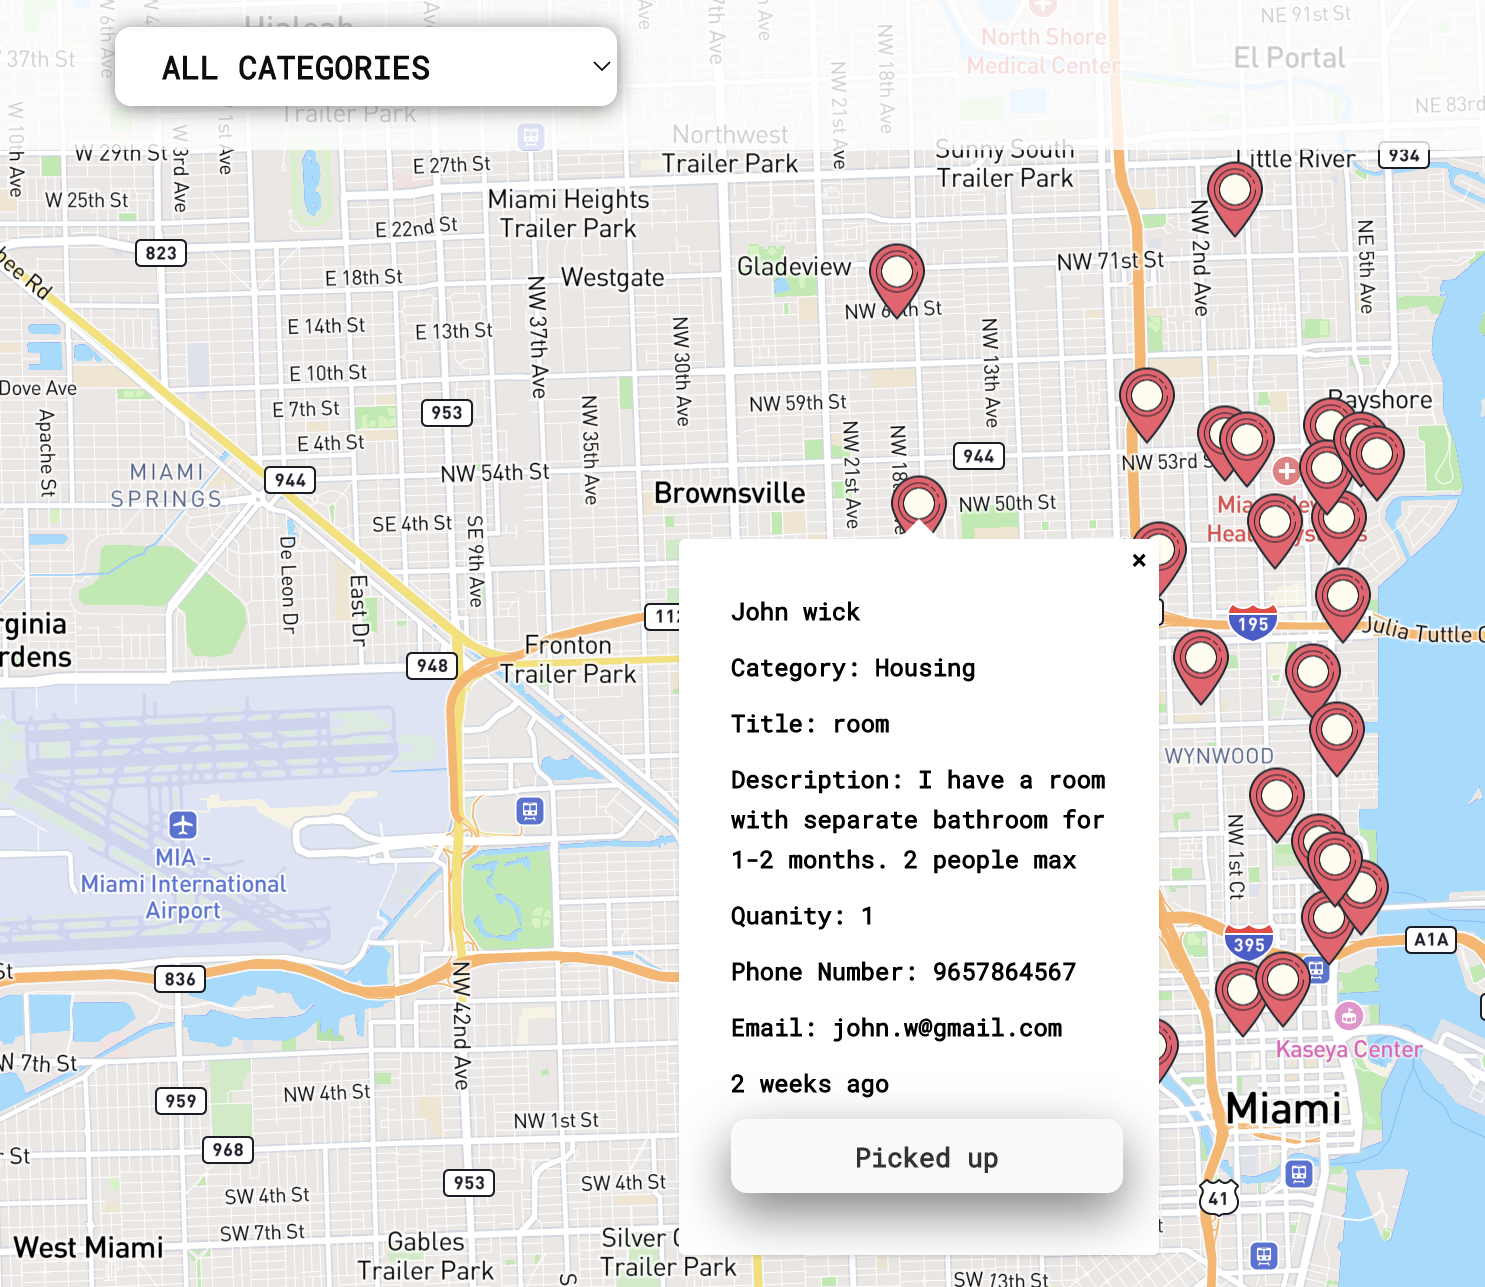 Hialeah
NE 91st St
North Shore
Medical Center
El Portal
37th St
ALL CATEGORIES
NW 18th Ave
NW 21st Ave
NE 83rd
Trailer Park
W 10th Ave
3rd Ave
1st Ave
Northwest
Trailer Park
Sunny South
Trailer Park
Little River
934
W 29th St
E 27th St
W 25th St
Miami Heights
Trailer Park
E 22nd St
823
NW 2nd Ave
NE 5th Ave
Gladeview
NW 71st St
Westgate
E 18th St
bee Rd
NW 37th Ave
E 14th St
E 13th St
NW 30th Ave
NW 13th Ave
E 10th St
Dove Ave
NW 59th St
Bayshore
E 7th St
953
Apache St
NW 35th Ave
E 4th St
NW 21st Ave
944
MIAMI
SPRINGS
944
NW 54th St
NW 53rd S
Brownsville
NW 50th St
SE 4th St
SE 9th Ave
De Leon Dr
East Dr
rginia
rdens
948
Fronton
Trailer Park
112
195
Julia Tuttle C
×
John wick
Category: Housing
Title: room
Description: I have a room
with separate bathroom for
1-2 months. 2 people max
Quanity: 1
Phone Number: 9657864567
Email: john.w@gmail.com
2 weeks ago
Picked up
WYNWOOD
NW 1st Ct
MIA -
Miami International
Airport
395
A1A
St
836
NW 42nd Ave
Kaseya Center
W 7th St
NW 4th St
959
NW 1st St
Miami
968
St
953
SW 4th St
SW 4th St
41
SW 7th St
West Miami
Gables
Trailer Park
Silver
Trailer Park
SW 13th St